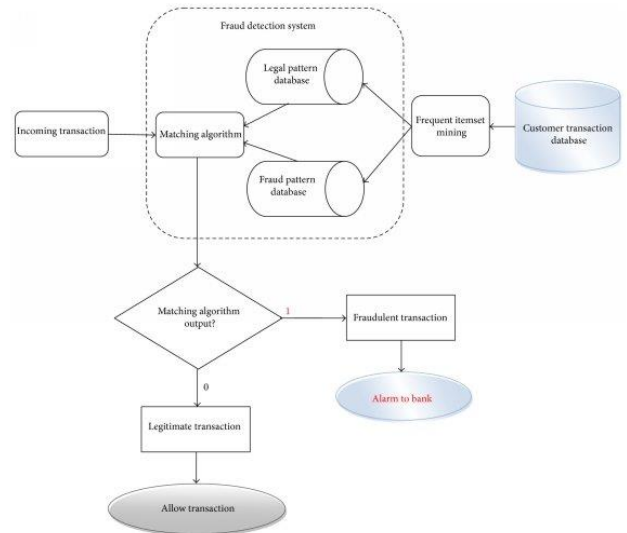 Fraud detection system
Legal pattern
database
Incoming transaction
Matching algorithm
Frequent itemset
mining
Customer transaction
database
Fraud pattern
database
Matching algorithm
output?
1
Fraudulent transaction
0
Alarm to bank
Legitimate transaction
Allow transaction